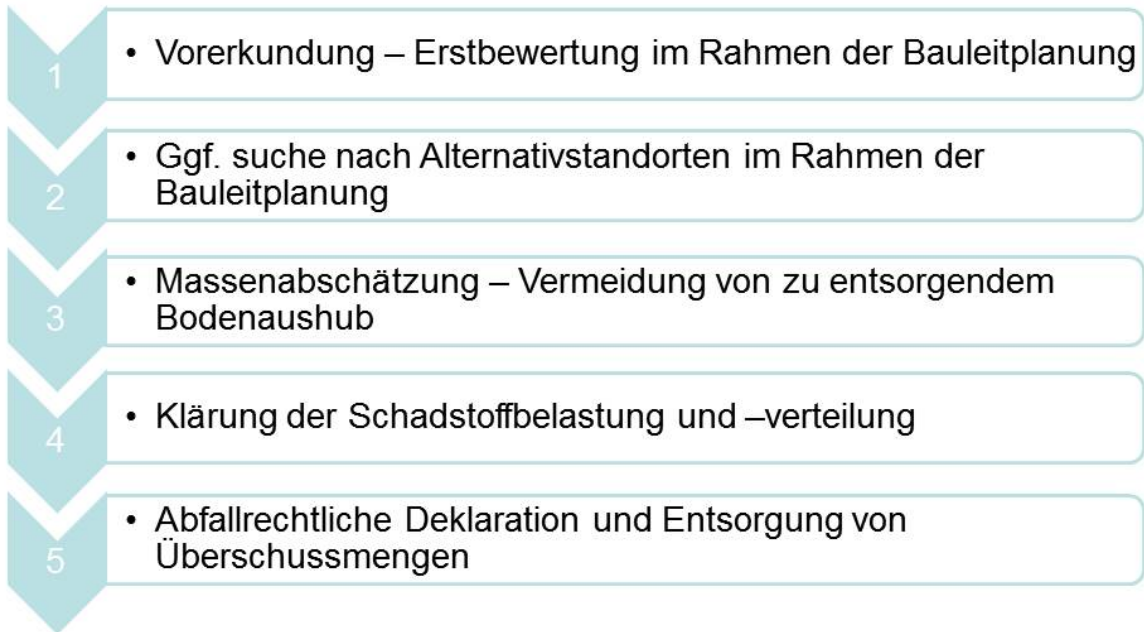 1
• Vorerkundung – Erstbewertung im Rahmen der Bauleitplanung
2
• Ggf. suche nach Alternativstandorten im Rahmen der
Bauleitplanung
3
• Massenabschätzung – Vermeidung von zu entsorgendem
Bodenaushub
4
• Klärung der Schadstoffbelastung und –verteilung
5
• Abfallrechtliche Deklaration und Entsorgung von
Überschussmengen